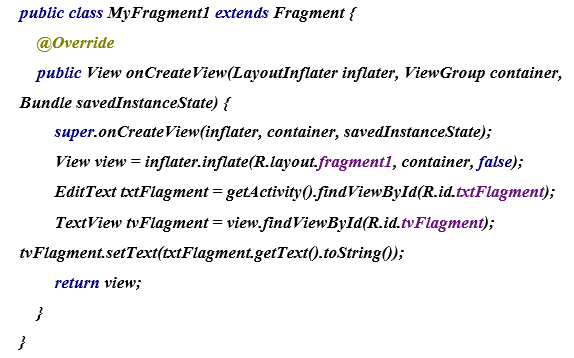 public class MyFragment1 extends Fragment {
@Override
public View onCreateView(LayoutInflater inflater, ViewGroup container,
Bundle savedInstanceState) {
super.onCreateView(inflater, container, savedInstanceState);
View view = inflater.inflate(R.layout.fragment1, container, false);
EditText txtFlagment = getActivity().findViewById(R.id.txtFlagment);
TextView tvFlagment = view.findViewById(R.id.tvFlagment);
tvFlagment.setText(txtFlagment.getText().toString());
return view;
}
}